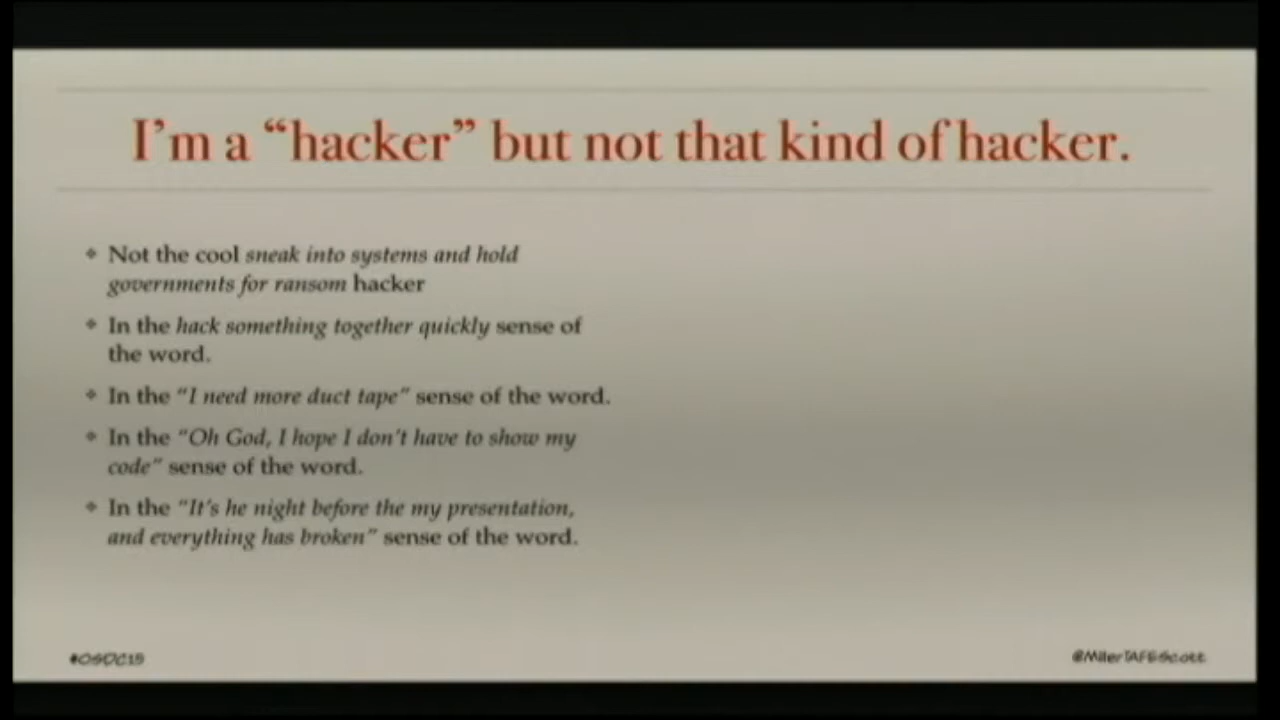 I'm a “hacker” but not that kind of hacker.
❖ Not the cool sneak into systems and hold
governments for ransom hacker
❖ In the hack something together quickly sense of
the word.
❖ In the “I need more duct tape” sense of the word.
❖ In the “Oh God, I hope I don't have to show my
code” sense of the word.
❖ In the “It's he night before the my presentation,
and everything has broken” sense of the word.
#OSDC15
@MillerTAFEScott